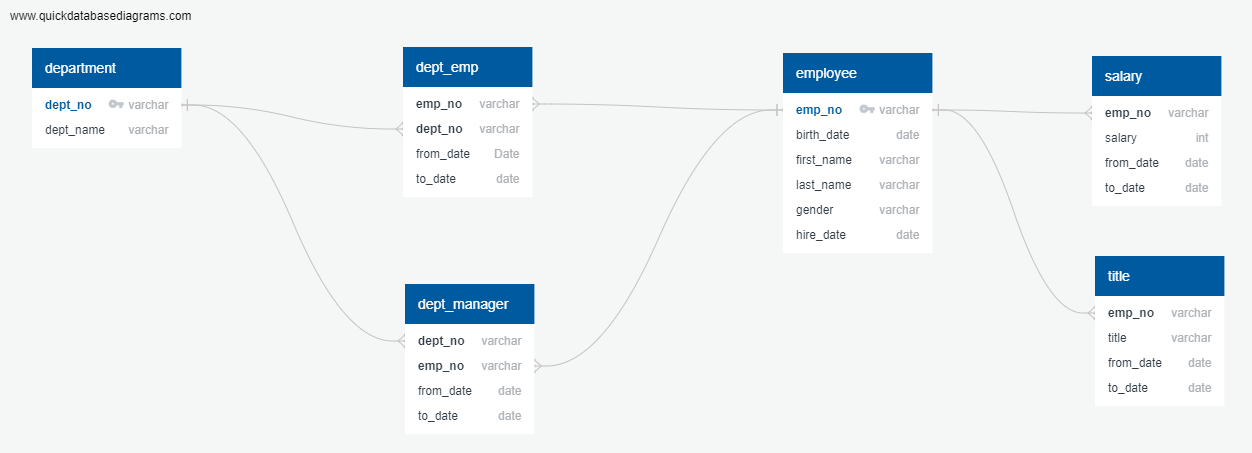 www.quickdatabasediagrams.com
department
dept_no varchar
dept_name varchar
dept_emp
emp_no varchar
dept_no varchar
from_date Date
to_date date
dept_manager
dept_no varchar
emp_no varchar
from_date date
to_date date
employee
emp_no varchar
birth_date date
first_name varchar
last_name varchar
gender varchar
hire_date date
salary
emp_no varchar
salary int
from_date date
to_date date
title
emp_no varchar
title varchar
from_date date
to_date date